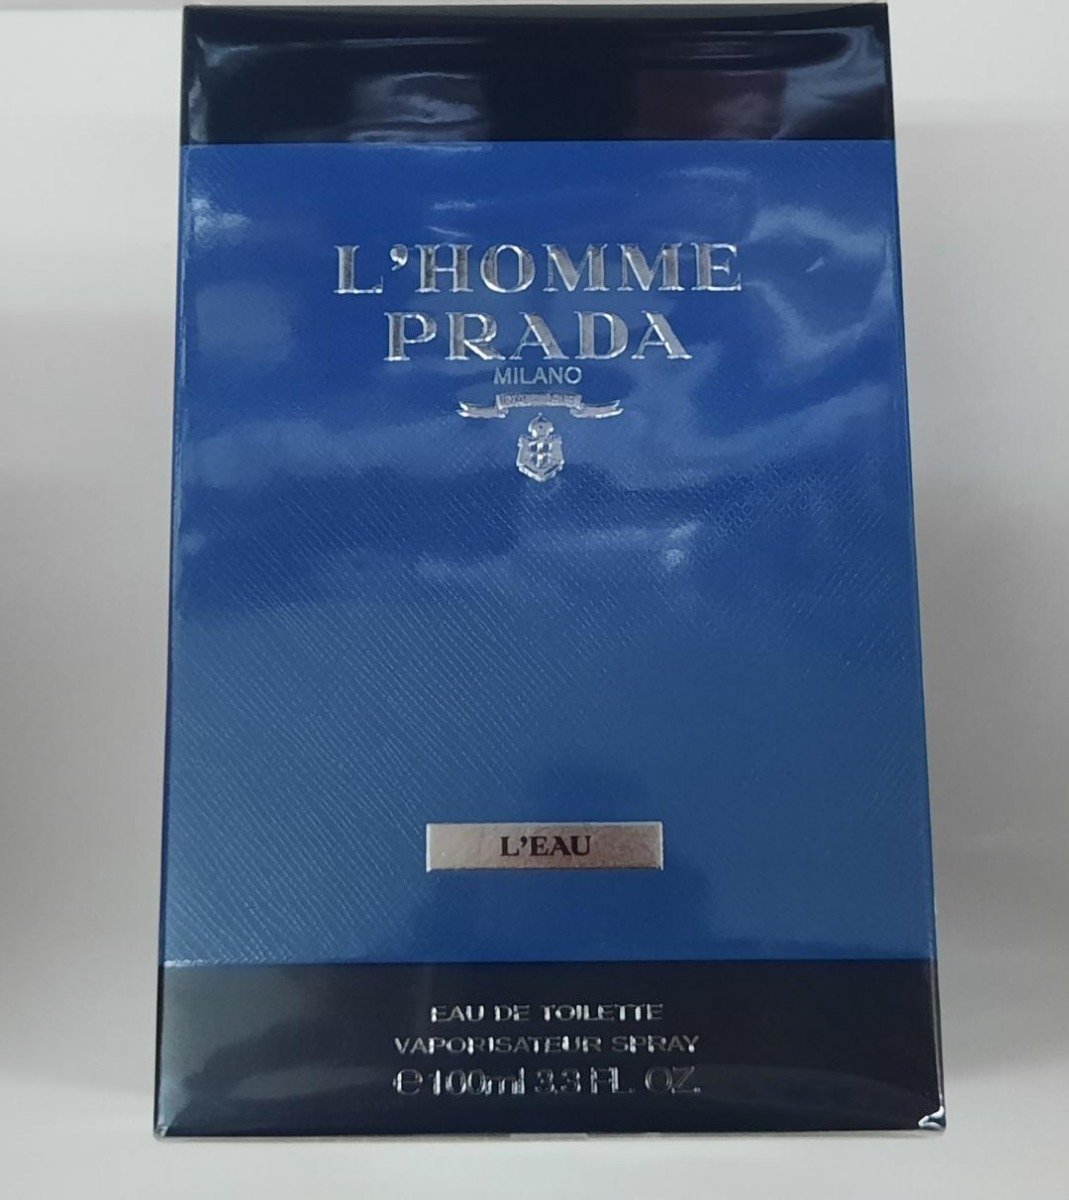 L'HOMME
PRADA
MILANO
L'EAU
EAU DE TOILETTE
VAPORISATEUR SPRAY
℮100ml 3.3 FL. OZ.